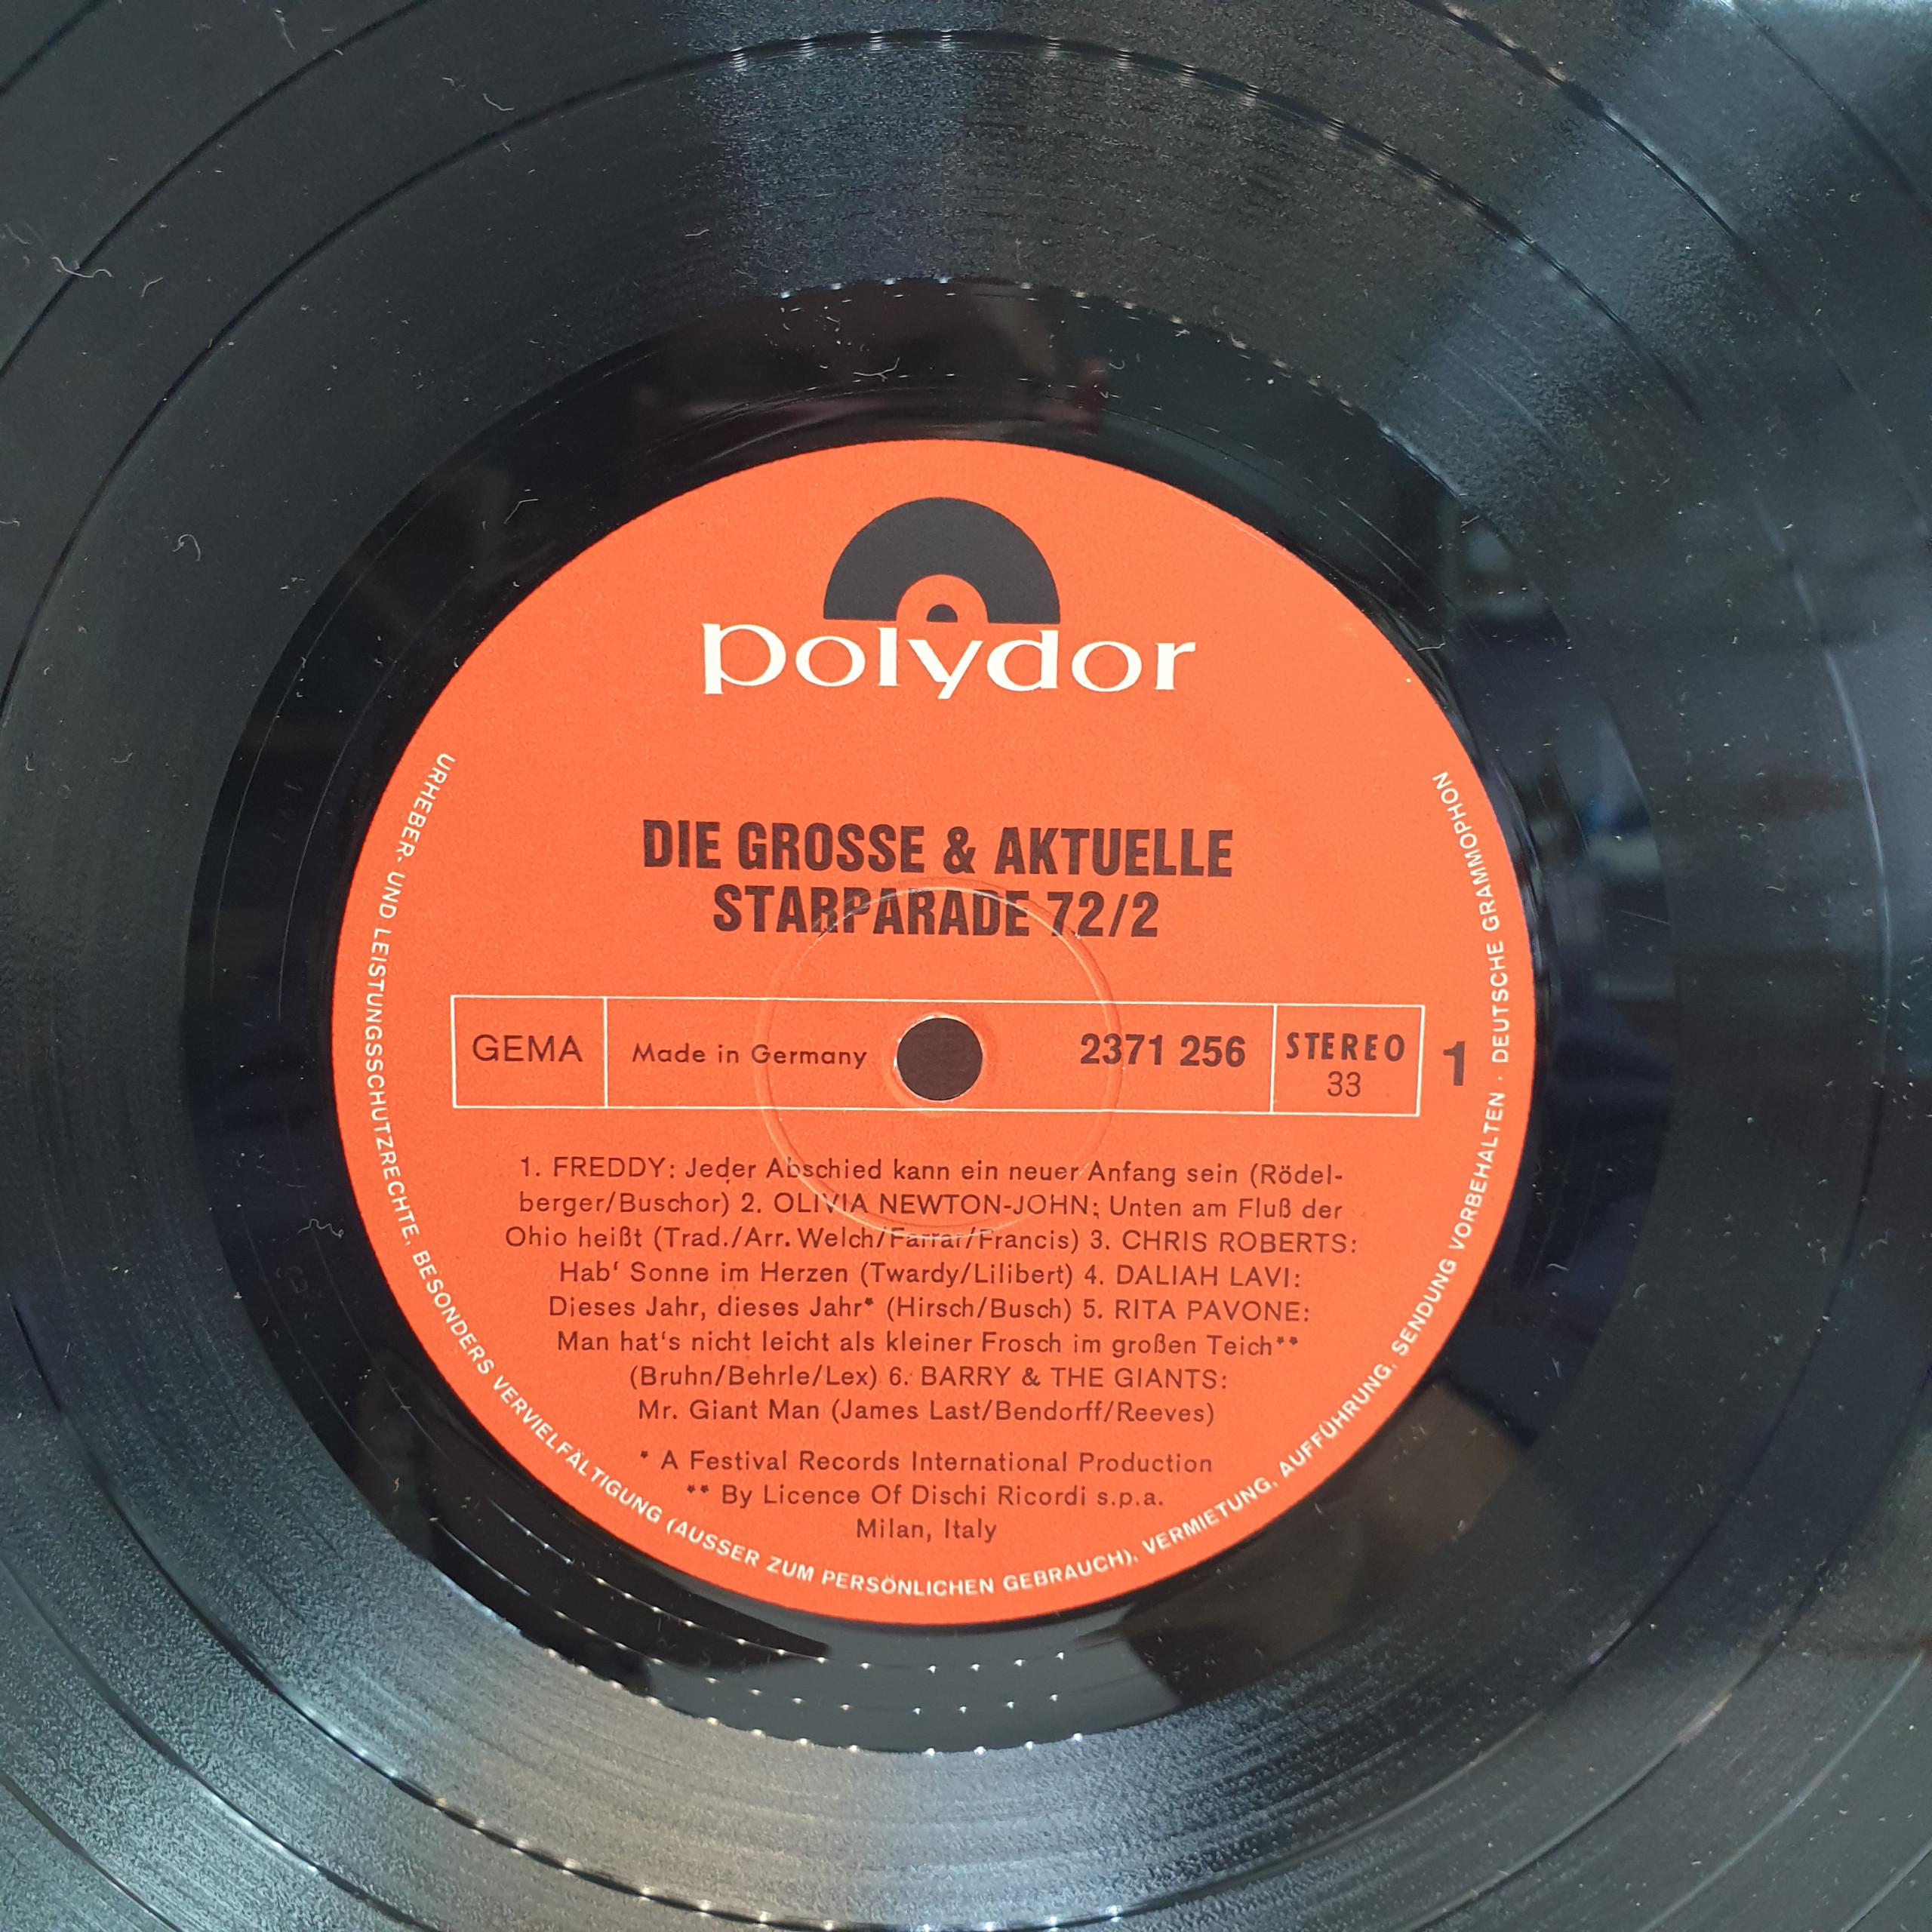 polydor
DIE GROSSE & AKTUELLE
STARPARADE 72/2
GEMA
Made in Germany
2371 256
STEREO
33
1
1. FREDDY: Jeder Abschied kann ein neuer Anfang sein (Rödel-
berger/Buschor) 2. OLIVIA NEWTON-JOHN; Unten am Fluß der
Ohio heißt (Trad./Arr. Welch/Farrar/Francis) 3. CHRIS ROBERTS:
Hab' Sonne im Herzen (Twardy/Lilibert) 4. DALIAH LAVI:
Dieses Jahr, dieses Jahr* (Hirsch/Busch) 5. RITA PAVONE:
Man hat's nicht leicht als kleiner Frosch im großen Teich**
(Bruhn/Behrle/Lex) 6. BARRY & THE GIANTS:
Mr. Giant Man (James Last/Bendorff/Reeves)
* A Festival Records International Production
** By Licence Of Dischi Ricordi s.p.a.
Milan, Italy
URHEBER- UND LEISTUNGSSCHUTZRECHTE, BESONDERS VERVIELFÄLTIGUNG (AUSSER ZUM PERSÖNLICHEN GEBRAUCH), VERMIETUNG, AUFFÜHRUNG, SENDUNG VORBEHALTEN · DEUTSCHE GRAMMOPHON